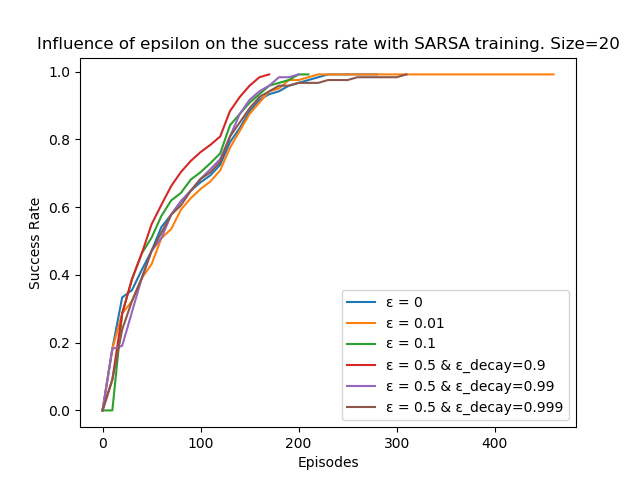 Influence of epsilon on the success rate with SARSA training. Size=20
Success Rate
1.0
0.8
0.6
0.4
0.2
0.0
0
100
200
300
400
Episodes
ε = 0
ε = 0.01
ε = 0.1
ε = 0.5 & ε_decay=0.9
ε = 0.5 & ε_decay=0.99
ε = 0.5 & ε_decay=0.999